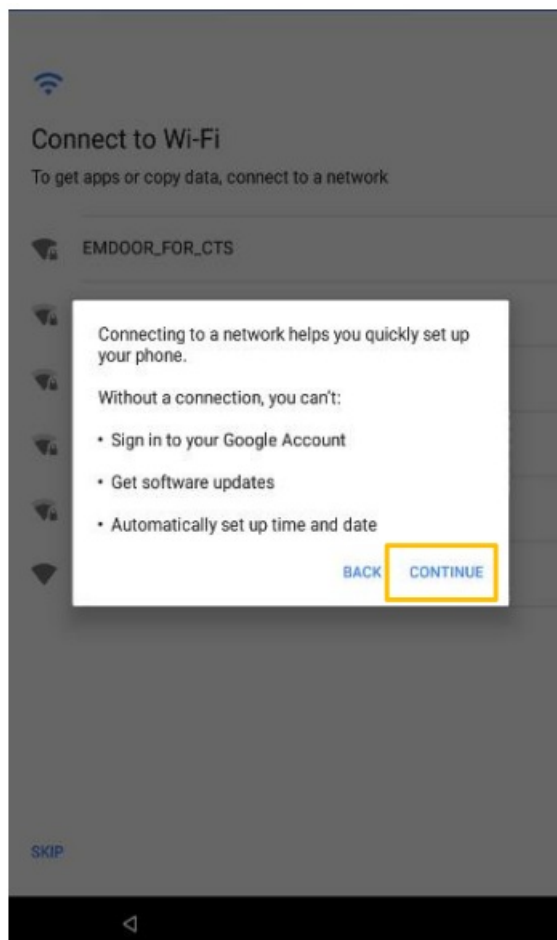 Connect to Wi-Fi
To get apps or copy data, connect to a network
EMDOOR_FOR_CTS
Connecting to a network helps you quickly set up
your phone.
Without a connection, you can't:
• Sign in to your Google Account
• Get software updates
• Automatically set up time and date
BACK CONTINUE
SKIP